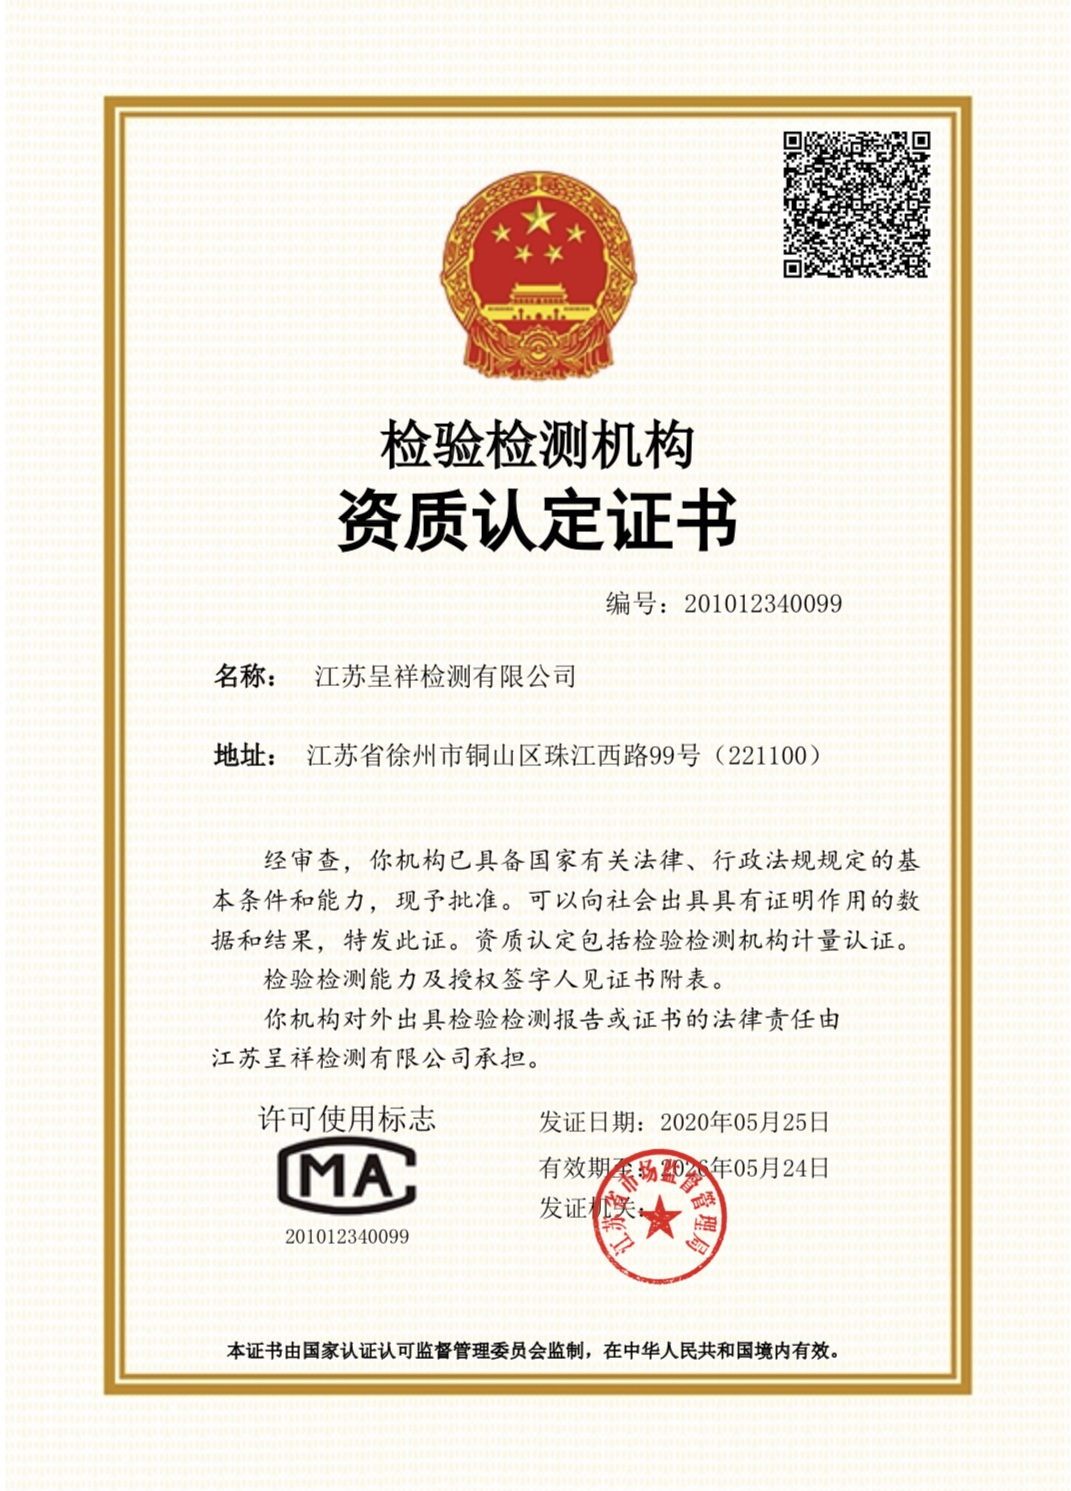 检验检测机构
资质认定证书
编号：201012340099
名称： 江苏呈祥检测有限公司
地址： 江苏省徐州市铜山区珠江西路99号（221100）
经审查，你机构已具备国家有关法律、行政法规规定的基
本条件和能力，现予批准。可以向社会出具具有证明作用的数
据和结果，特发此证。资质认定包括检验检测机构计量认证。
检验检测能力及授权签字人见证书附表。
你机构对外出具检验检测报告或证书的法律责任由
江苏呈祥检测有限公司承担。
许可使用标志
MA
201012340099
发证日期：2020年05月25日
有效期至：2026年05月24日
发证机关：
江苏省市场监督管理局
本证书由国家认证认可监督管理委员会监制，在中华人民共和国境内有效。